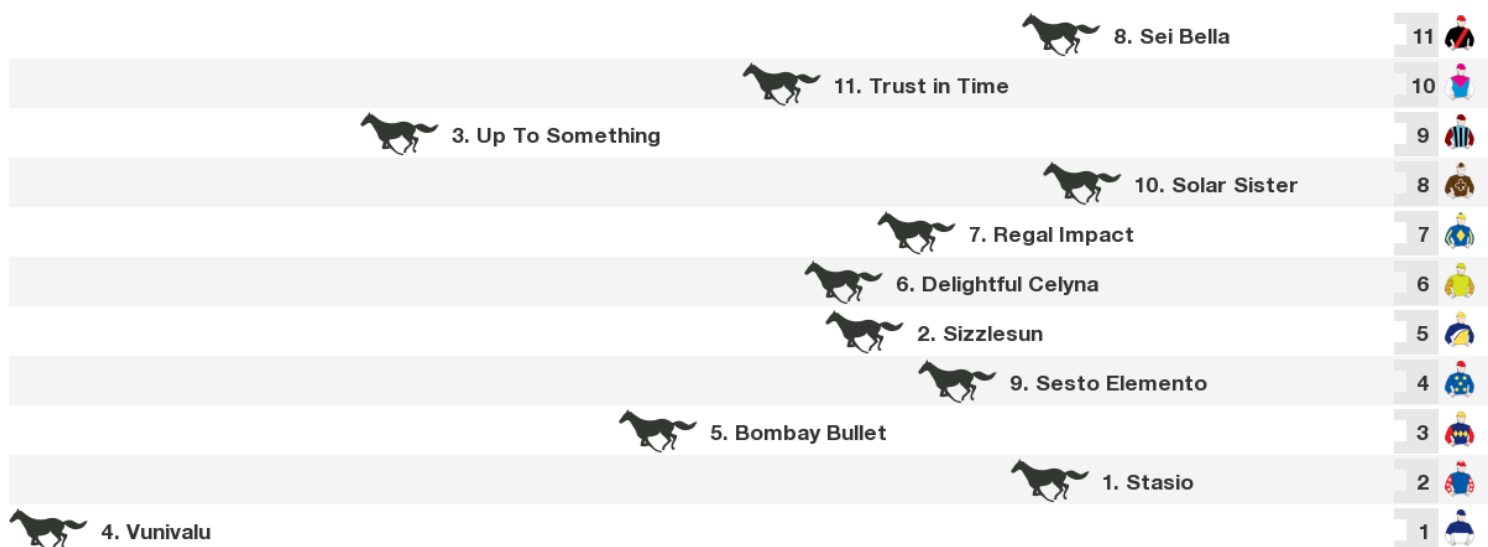 8. Sei Bella 11
11. Trust in Time 10
3. Up To Something 9
10. Solar Sister 8
7. Regal Impact 7
6. Delightful Celyna 6
2. Sizzlesun 5
9. Sesto Elemento 4
5. Bombay Bullet 3
1. Stasio 2
4. Vunivalu 1